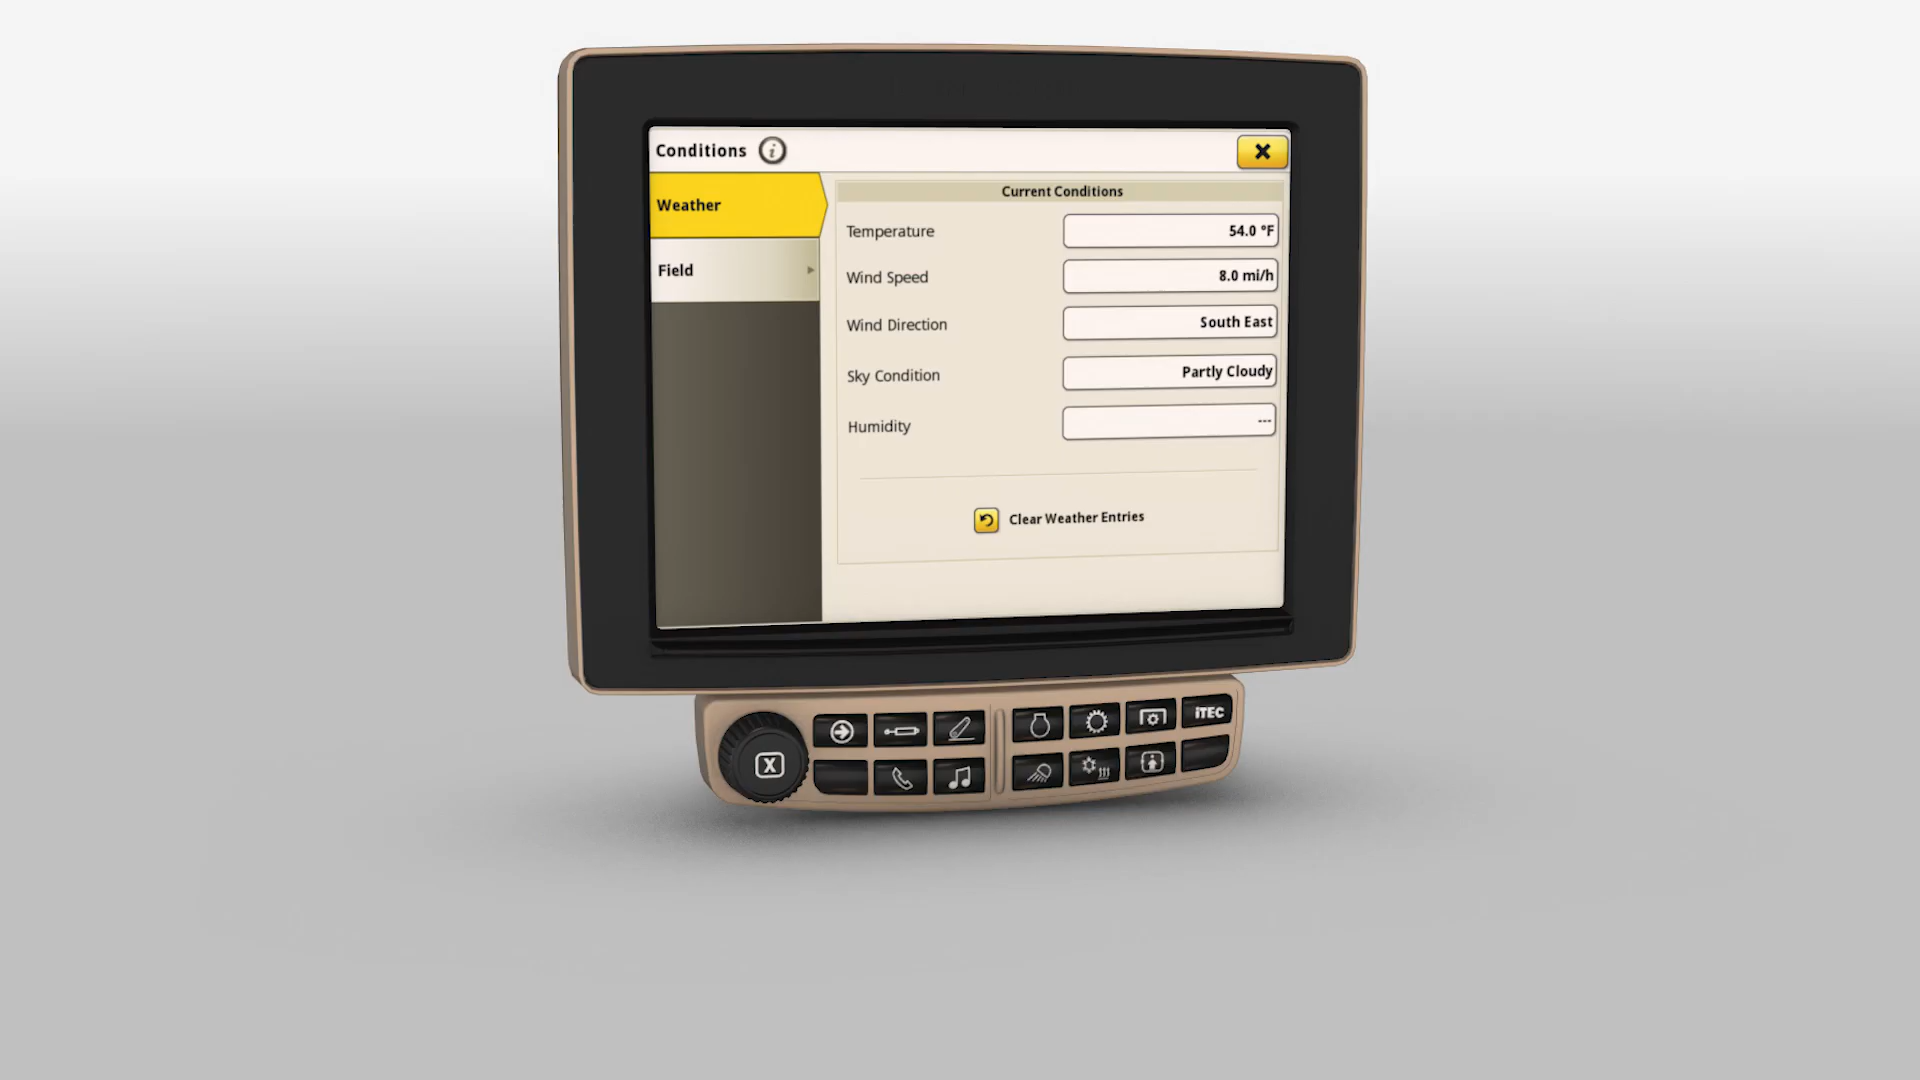 Conditions
Weather
Field
Current Conditions
Temperature 54.0 °F
Wind Speed 8.0 mi/h
Wind Direction South East
Sky Condition Partly Cloudy
Humidity ---
Clear Weather Entries
X
iTEC